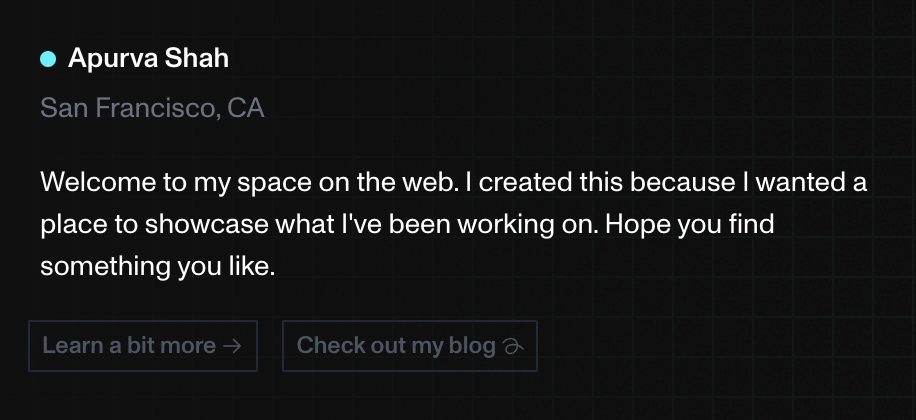 Apurva Shah
San Francisco, CA
Welcome to my space on the web. I created this because I wanted a
place to showcase what I've been working on. Hope you find
something you like.
Learn a bit more →
Check out my blog